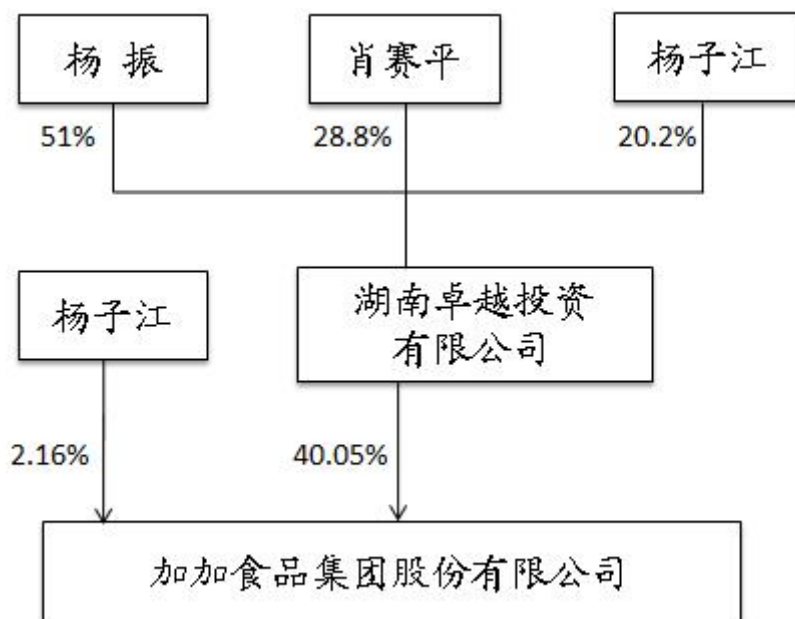 杨 振
肖赛平
杨子江
51%
28.8%
20.2%
杨子江
湖南卓越投资
有限公司
2.16%
40.05%
加加食品集团股份有限公司